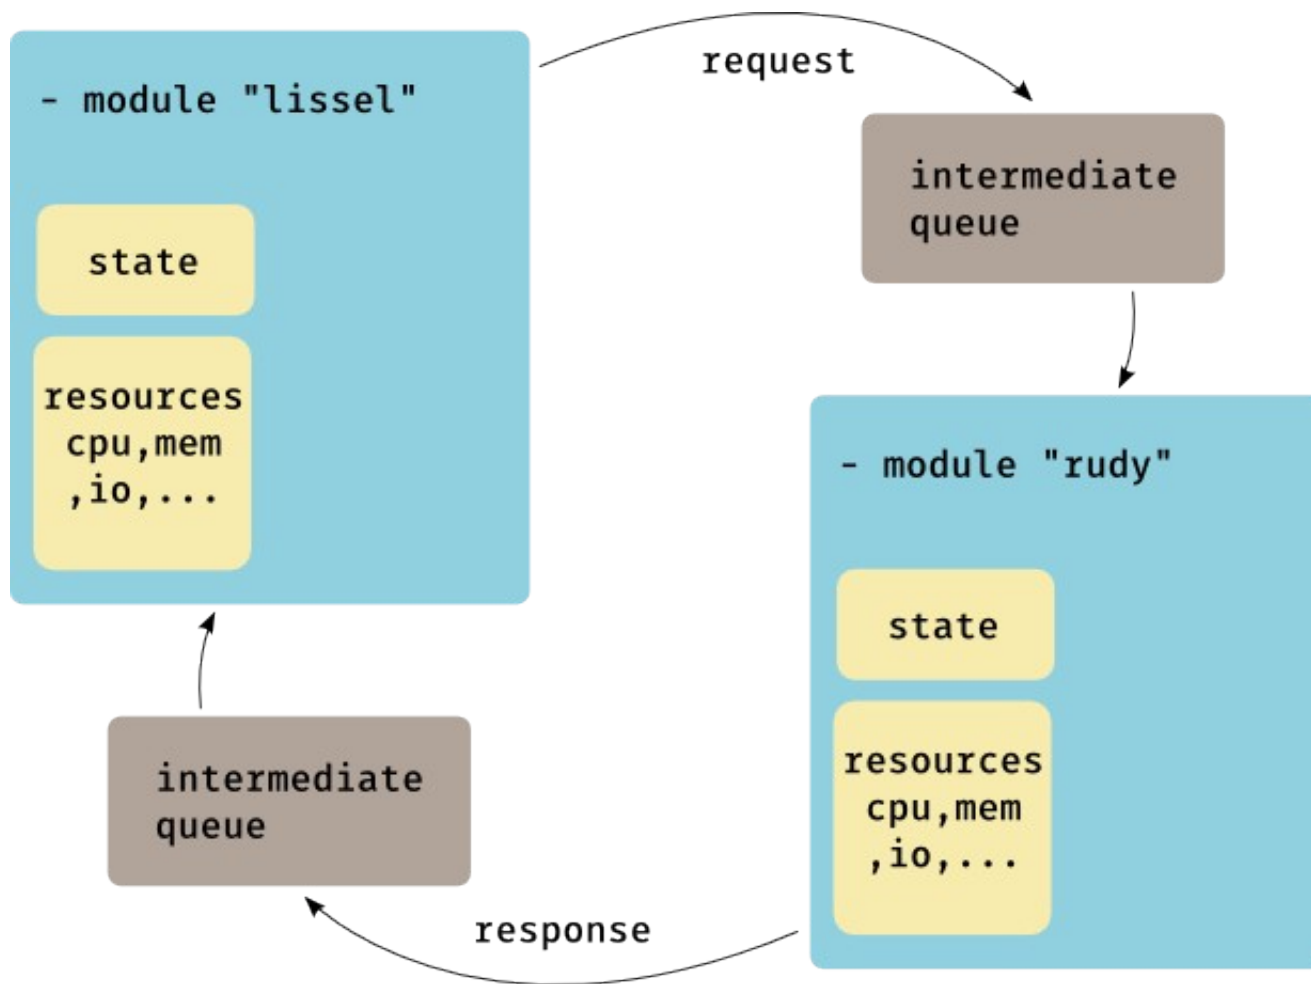 - module "lissel"
state
resources
cpu,mem
,io,...
request
intermediate
queue
- module "rudy"
state
resources
cpu,mem
,io,...
response
intermediate
queue